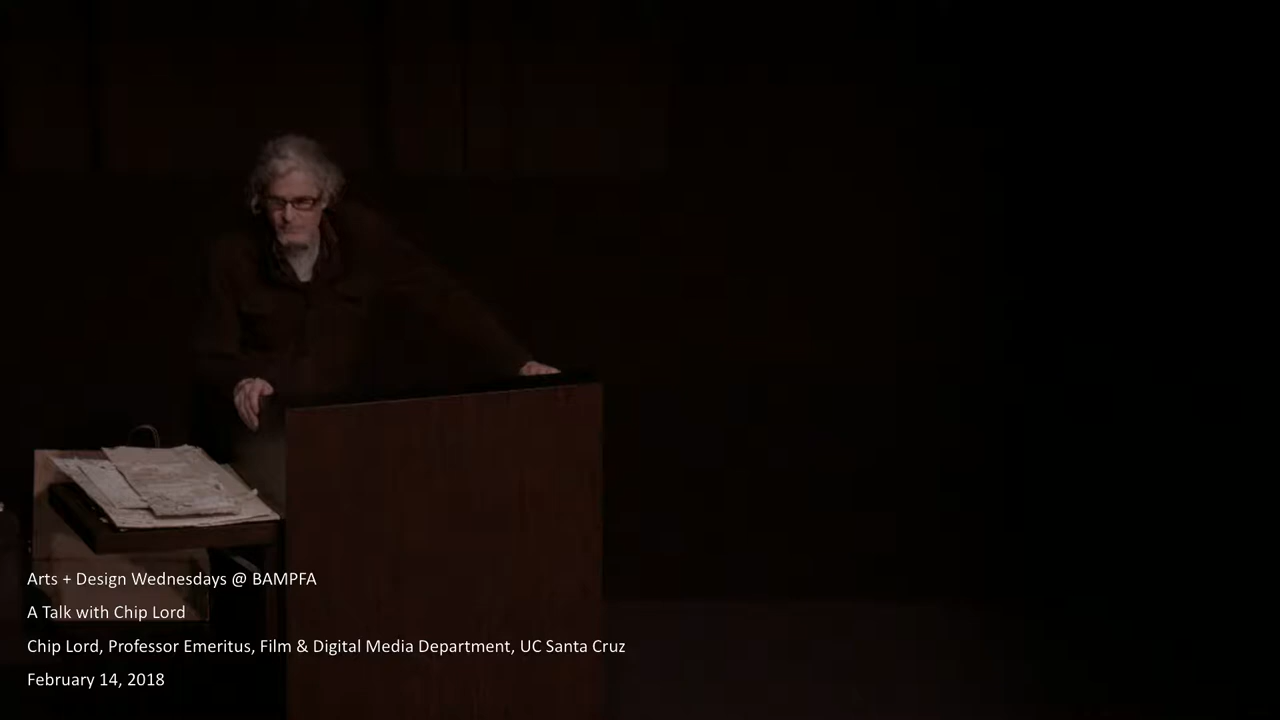 Arts + Design Wednesdays @ BAMPFA
A Talk with Chip Lord
Chip Lord, Professor Emeritus, Film & Digital Media Department, UC Santa Cruz
February 14, 2018